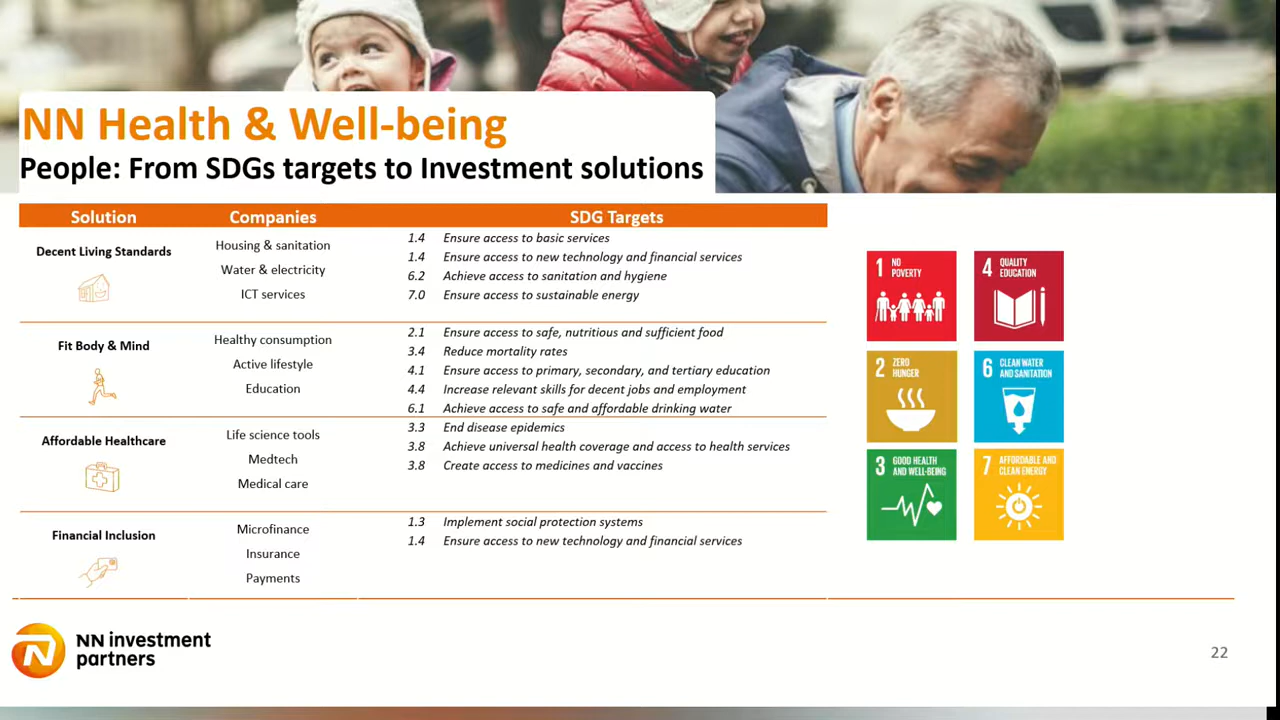 NN Health & Well-being
People: From SDGs targets to Investment solutions
Solution Companies SDG Targets
Decent Living Standards
Housing & sanitation
Water & electricity
ICT services
1.4 Ensure access to basic services
1.4 Ensure access to new technology and financial services
6.2 Achieve access to sanitation and hygiene
7.0 Ensure access to sustainable energy
Fit Body & Mind
Healthy consumption
Active lifestyle
Education
2.1 Ensure access to safe, nutritious and sufficient food
3.4 Reduce mortality rates
4.1 Ensure access to primary, secondary, and tertiary education
4.4 Increase relevant skills for decent jobs and employment
6.1 Achieve access to safe and affordable drinking water
Affordable Healthcare
Life science tools
Medtech
Medical care
3.3 End disease epidemics
3.8 Achieve universal health coverage and access to health services
3.8 Create access to medicines and vaccines
Financial Inclusion
Microfinance
Insurance
Payments
1.3 Implement social protection systems
1.4 Ensure access to new technology and financial services
1 NO
POVERTY
4 QUALITY
EDUCATION
2 ZERO
HUNGER
6 CLEAN WATER
AND SANITATION
3 GOOD HEALTH
AND WELL-BEING
7 AFFORDABLE AND
CLEAN ENERGY
NN investment
partners
22